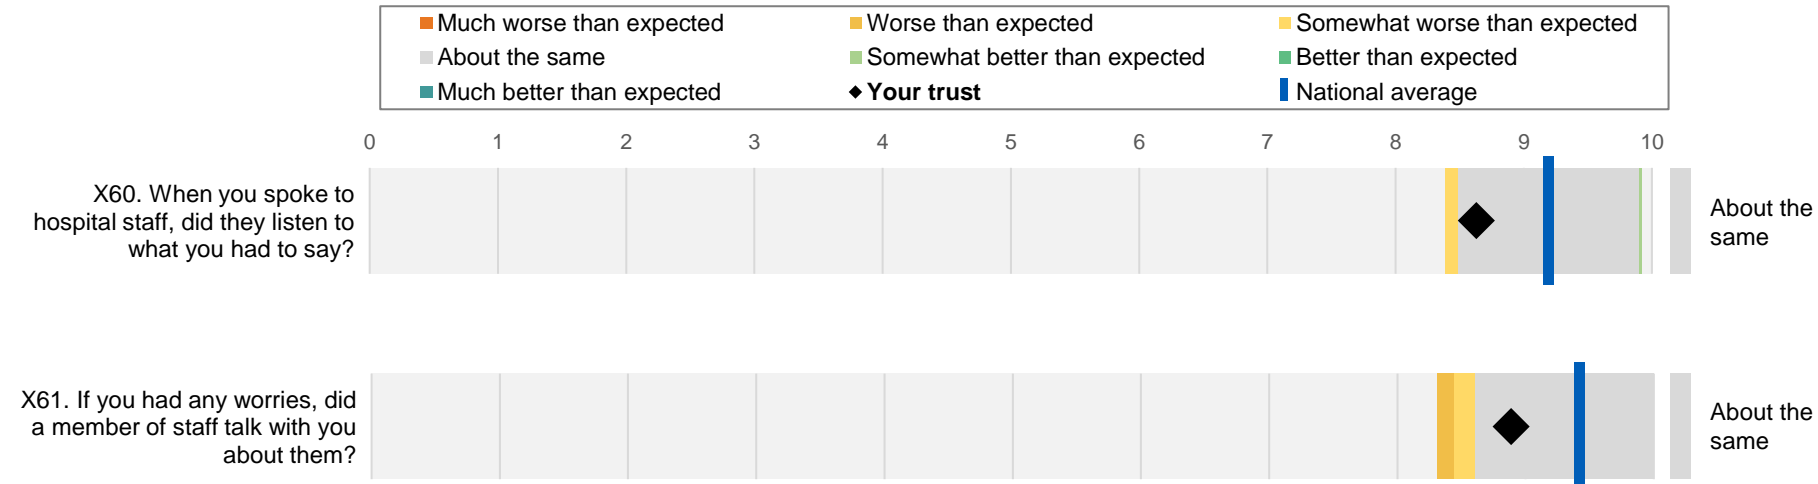 Much worse than expected
Worse than expected
Somewhat worse than expected
About the same
Somewhat better than expected
Better than expected
Much better than expected
Your trust
National average
0 1 2 3 4 5 6 7 8 9 10
X60. When you spoke to
hospital staff, did they listen to
what you had to say?
About the
same
X61. If you had any worries, did
a member of staff talk with you
about them?
About the
same